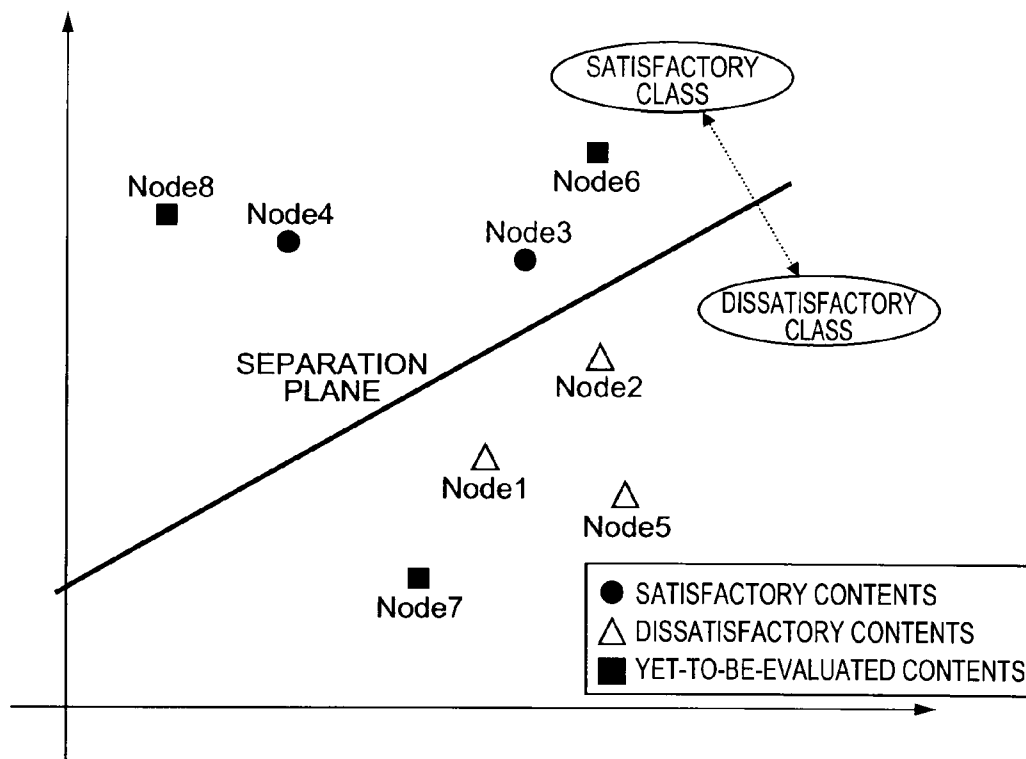 SATISFACTORY
CLASS
Node8
Node4
Node6
Node3
DISSATISFACTORY
CLASS
SEPARATION
PLANE
Node2
Node1
Node5
Node7
SATISFACTORY CONTENTS
DISSATISFACTORY CONTENTS
YET-TO-BE-EVALUATED CONTENTS